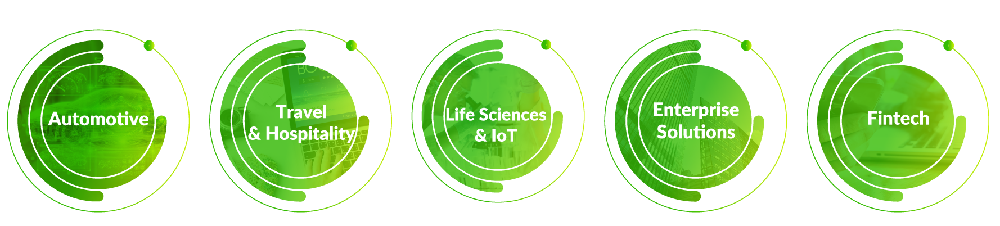 Automotive
Travel
& Hospitality
Life Sciences
& IoT
Enterprise
Solutions
Fintech